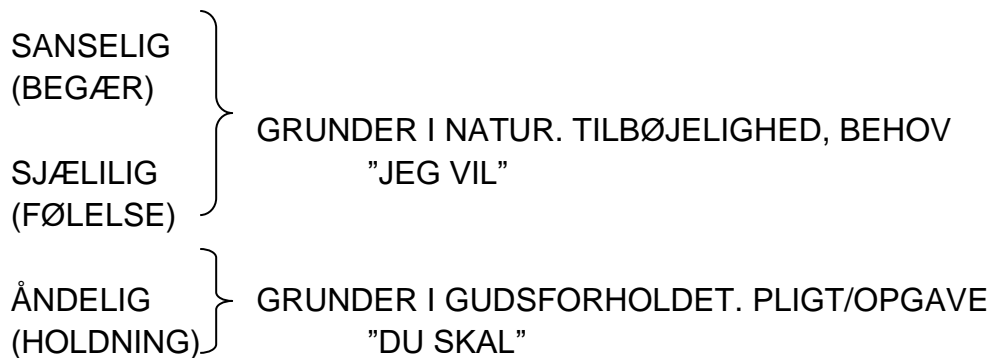 SANSELIG
(BEGÆR)
GRUNDER I NATUR. TILBØJELIGHED, BEHOV
SJÆLILIG ”JEG VIL”
(FØLELSE)
ÅNDELIG GRUNDER I GUDSFORHOLDET. PLIGT/OPGAVE
(HOLDNING) ”DU SKAL”